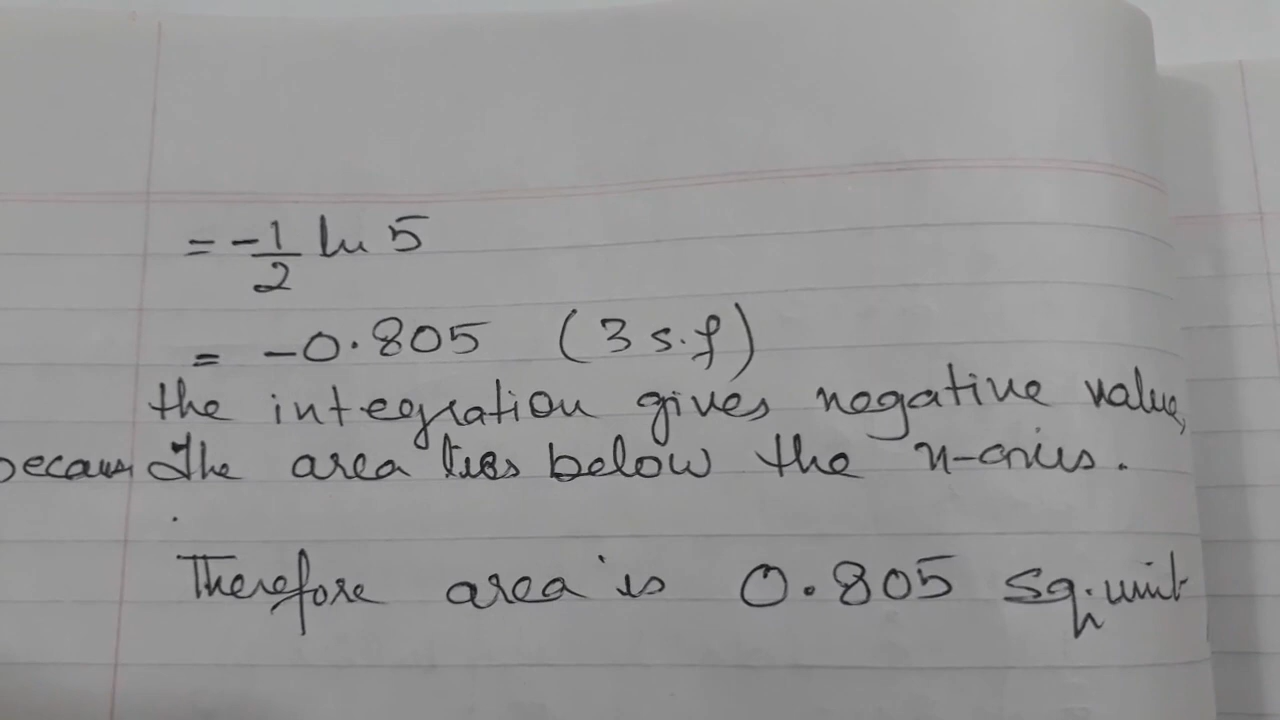 = -1/2 ln 5
= -0.805 (3 s.f)
the integration gives negative value,
because the area lies below the x-axis.
Therefore area is 0.805 sq. unit